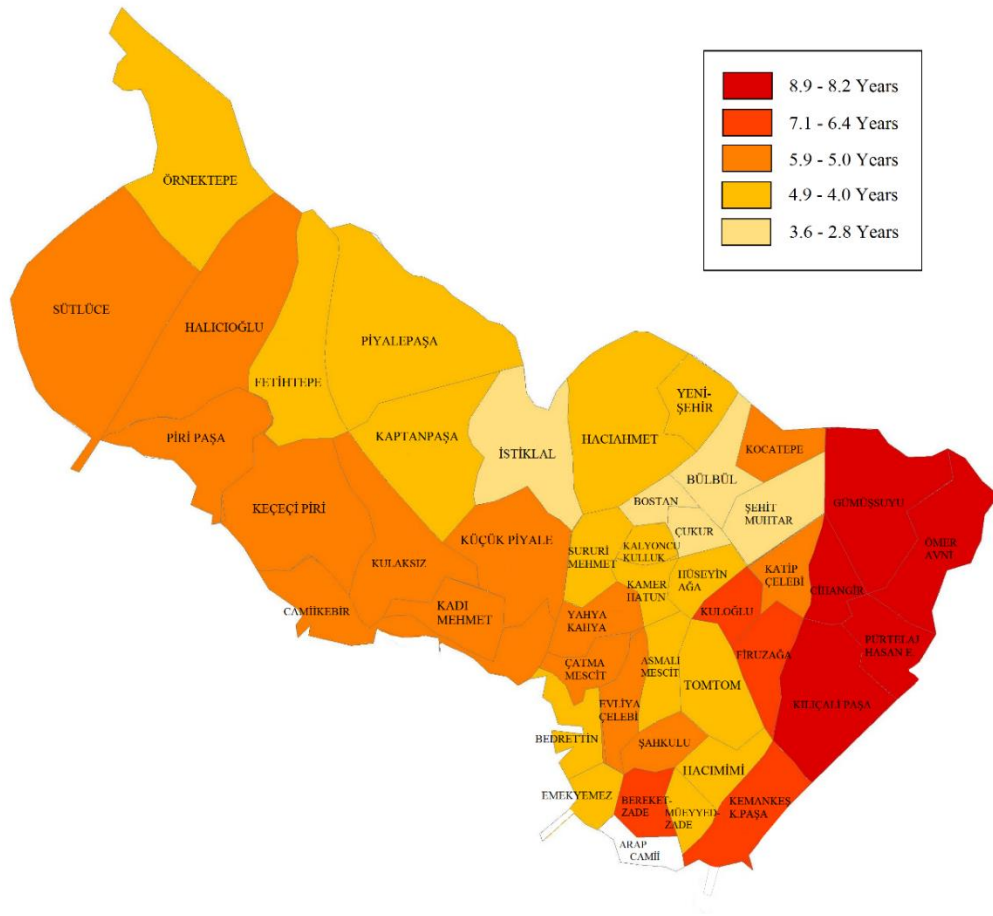 8.9 - 8.2 Years
7.1 - 6.4 Years
5.9 - 5.0 Years
4.9 - 4.0 Years
3.6 - 2.8 Years
ÖRNEKTEPE
SÜTLÜCE
HALICIOĞLU
PİYALEPAŞA
FETİHTEPE
YENİ-
ŞEHİR
PİRİ PAŞA
KAPTANPAŞA
İSTİKLAL
HACIAHMET
KOCATEPE
BÜLBÜL
KEÇECİ PİRİ
BOSTAN
ŞEHİT
MUHTAR
GÜMÜŞSUYU
ÇUKUR
KÜÇÜK PİYALE
SURURİ
MEHMET
KALYONCU
KULLUK
ÖMER
AVNİ
KULAKSIZ
KAMER
HATUN
HÜSEYİN
AĞA
KATİP
ÇELEBİ
CİHANGİR
CAMİİKEBİR
KADI
MEHMET
YAHYA
KAHYA
KULOĞLU
PÜRTELAJ
HASAN E.
FİRUZAĞA
ÇATMA
MESCİT
ASMALI
MESCİT
TOMTOM
KILIÇALİ PAŞA
EVLİYA
ÇELEBİ
BEDRETTİN
ŞAHKULU
HACIMİMİ
EMEKYEMEZ
BEREKET-
ZADE
MÜEYYED-
ZADE
KEMANKEŞ
K.PAŞA
ARAP
CAMİİ